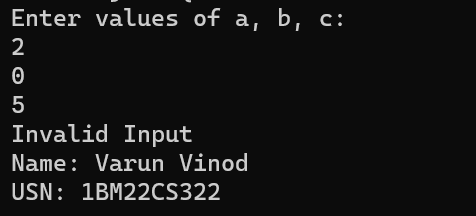 Enter values of a, b, c:
2
0
5
Invalid Input
Name: Varun Vinod
USN: 1BM22CS322